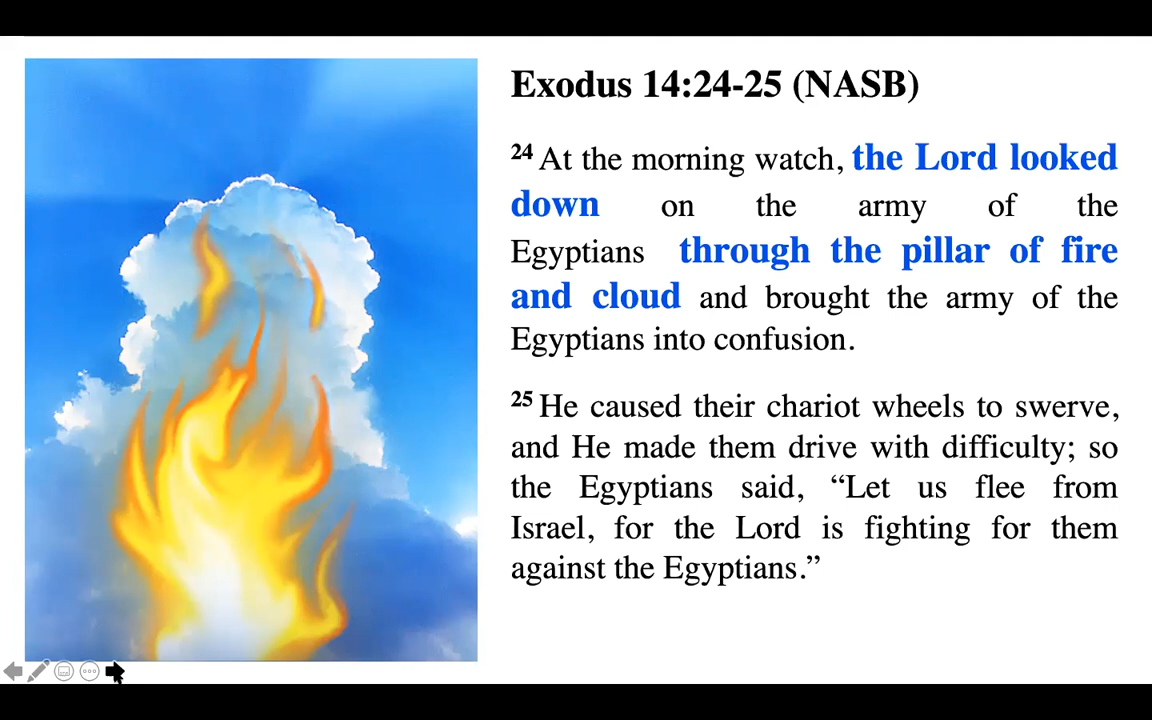 Exodus 14:24-25 (NASB)
24 At the morning watch, the Lord looked
down on the army of the
Egyptians through the pillar of fire
and cloud and brought the army of the
Egyptians into confusion.
25 He caused their chariot wheels to swerve,
and He made them drive with difficulty; so
the Egyptians said, “Let us flee from
Israel, for the Lord is fighting for them
against the Egyptians.”